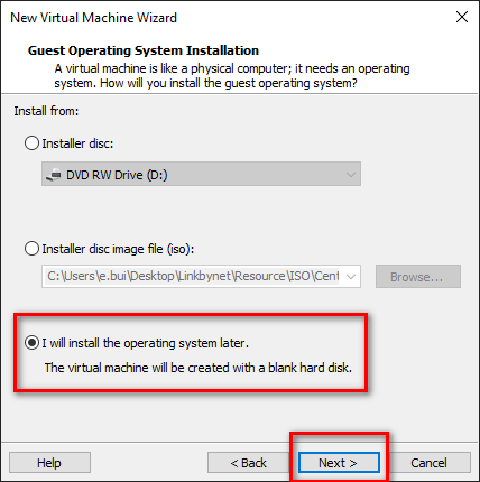 New Virtual Machine Wizard
Guest Operating System Installation
A virtual machine is like a physical computer; it needs an operating
system. How will you install the guest operating system?
Install from:
Installer disc:
DVD RW Drive (D:)
Installer disc image file (iso):
C:\Users\e.bui\Desktop\Linkbynet\Resource\ISO\Cent
Browse...
I will install the operating system later.
The virtual machine will be created with a blank hard disk.
Help
< Back
Next >
Cancel